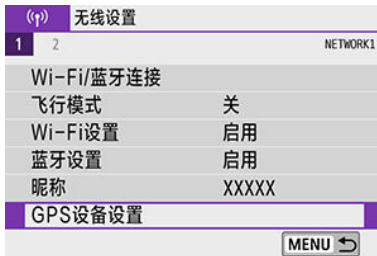 无线设置
1 2 NETWORK1
Wi-Fi/蓝牙连接
飞行模式 关
Wi-Fi设置 启用
蓝牙设置 启用
昵称 XXXXX
GPS设备设置
MENU